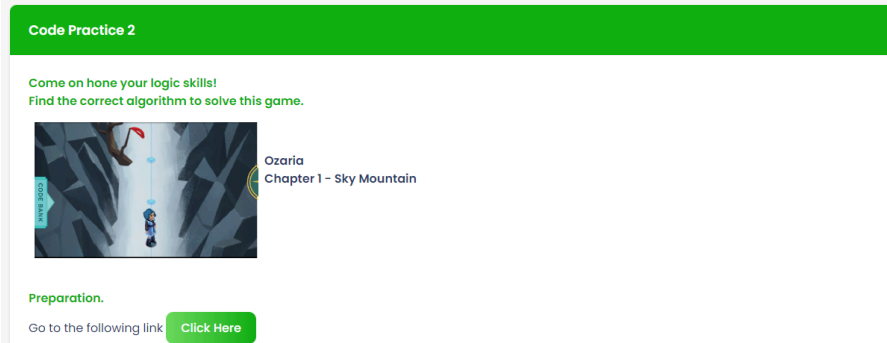 Code Practice 2
Come on hone your logic skills!
Find the correct algorithm to solve this game.
CODE BANK
Ozaria
Chapter 1 - Sky Mountain
Preparation.
Go to the following link Click Here